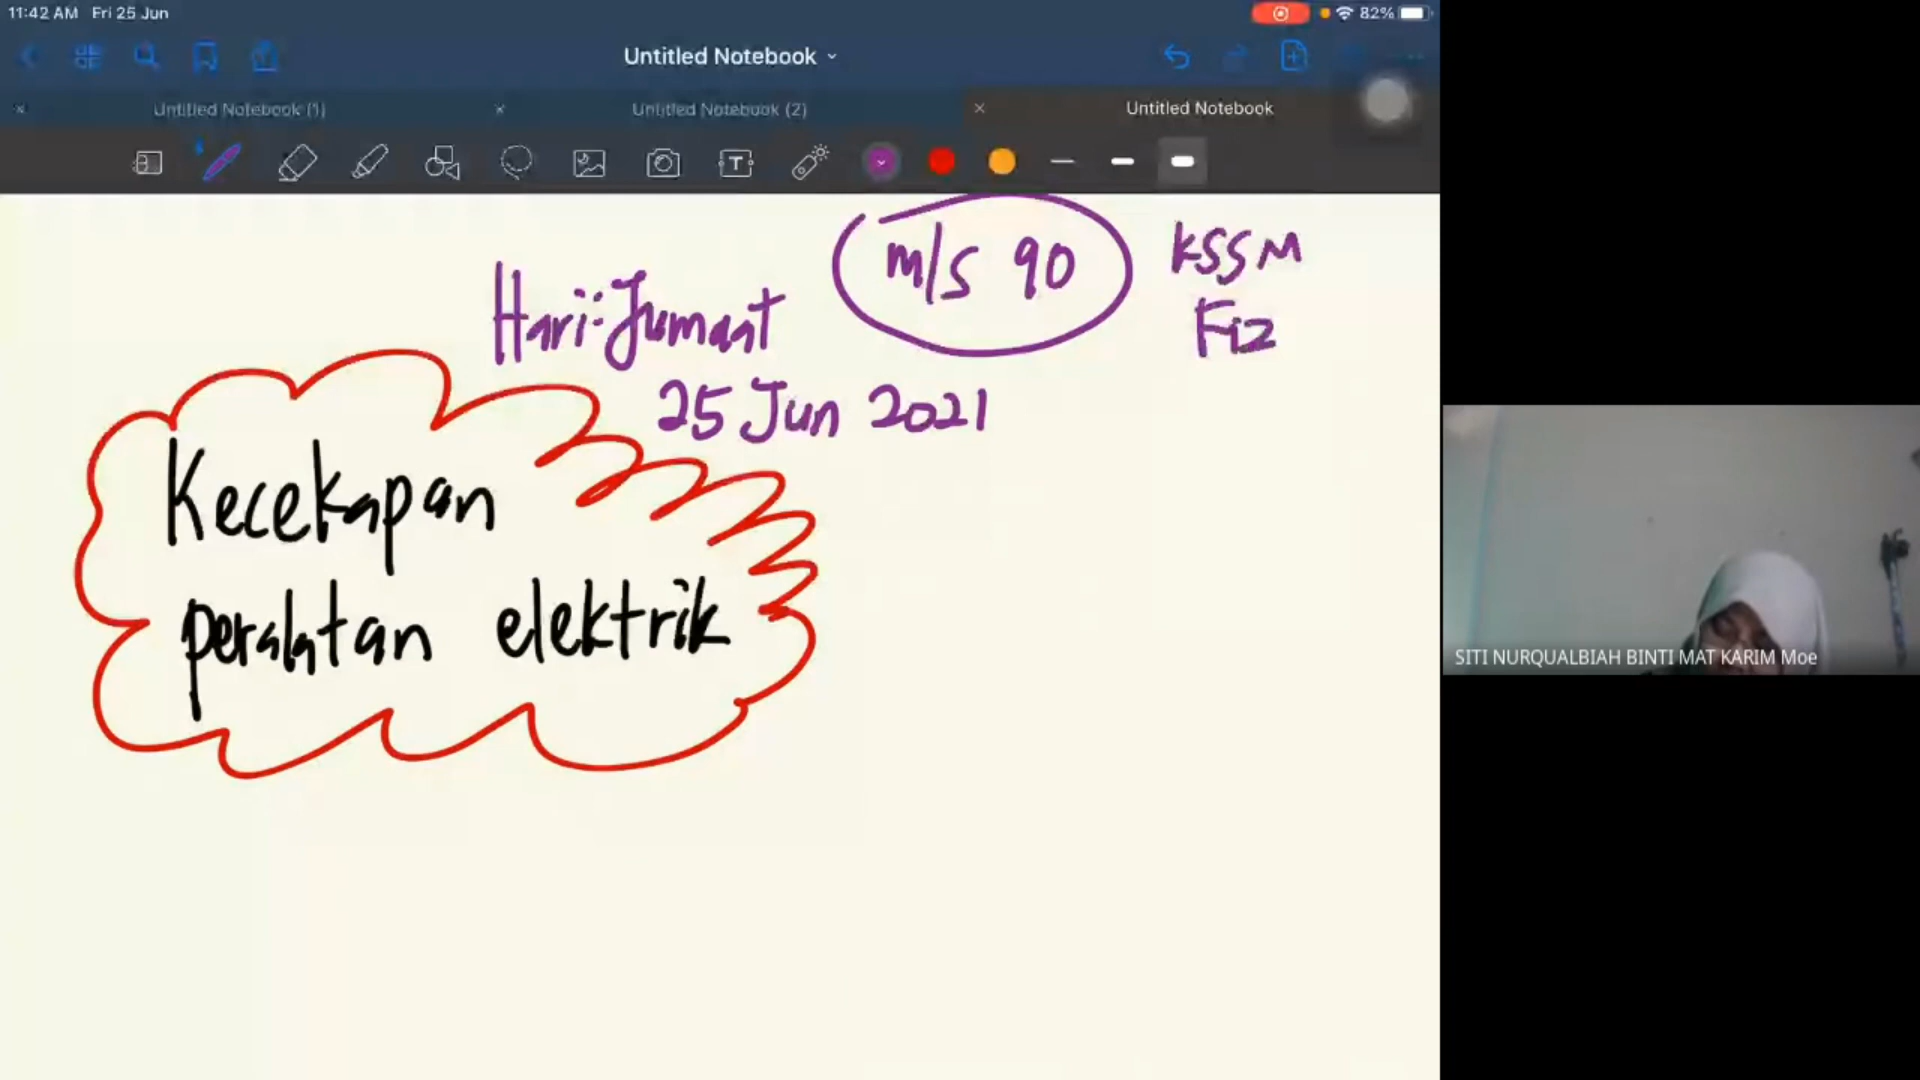 11:42 AM Fri 25 Jun
82%
Untitled Notebook
Untitled Notebook (1)
Untitled Notebook (2)
Untitled Notebook
T
m/s 90
KSSM
Fiz
Hari: Jumaat
25 Jun 2021
Kecekapan
peralatan elektrik
SITI NURQUALBIAH BINTI MAT KARIM Moe